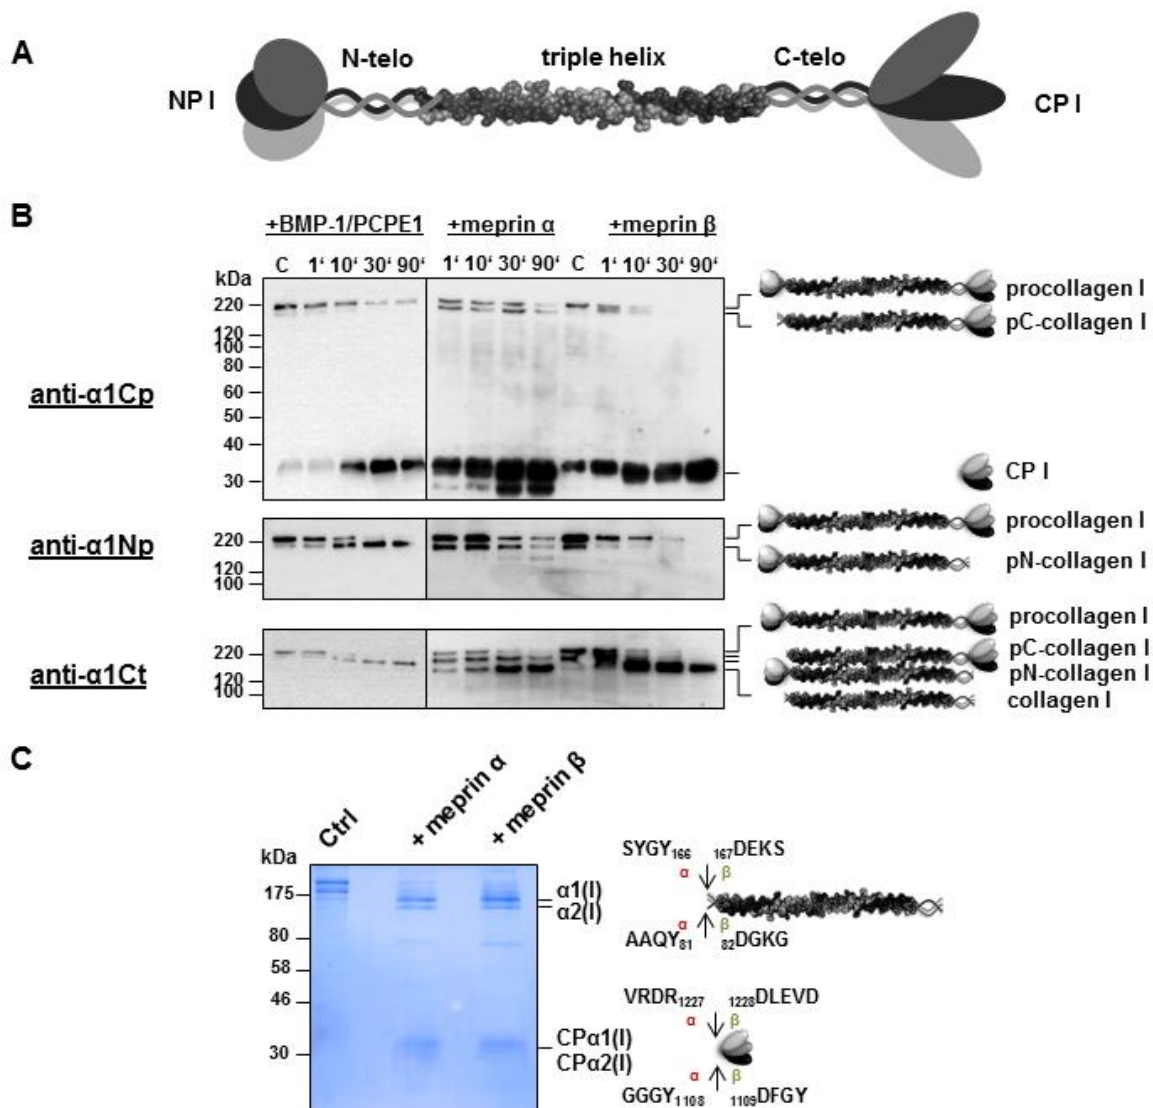 A
N-telo triple helix C-telo
NP I CP I
B
+BMP-1/PCPE1 +meprin α +meprin β
C 1‘ 10‘ 30‘ 90‘ 1‘ 10‘ 30‘ 90‘ C 1‘ 10‘ 30‘ 90‘
kDa
220
120
100
80
60
50
40
30
anti-α1Cp
procollagen I
pC-collagen I
CP I
anti-α1Np
220
120
100
procollagen I
pN-collagen I
anti-α1Ct
220
120
100
procollagen I
pC-collagen I
pN-collagen I
collagen I
C
Ctrl + meprin α + meprin β
kDa
175
80
58
46
30
α1(I)
α2(I)
CPα1(I)
CPα2(I)
SYGY166 167DEKS
α β
α β
AAQY81 82DGKG
VRDR1227 1228DLEVD
α β
α β
GGGY1108 1109DFGY